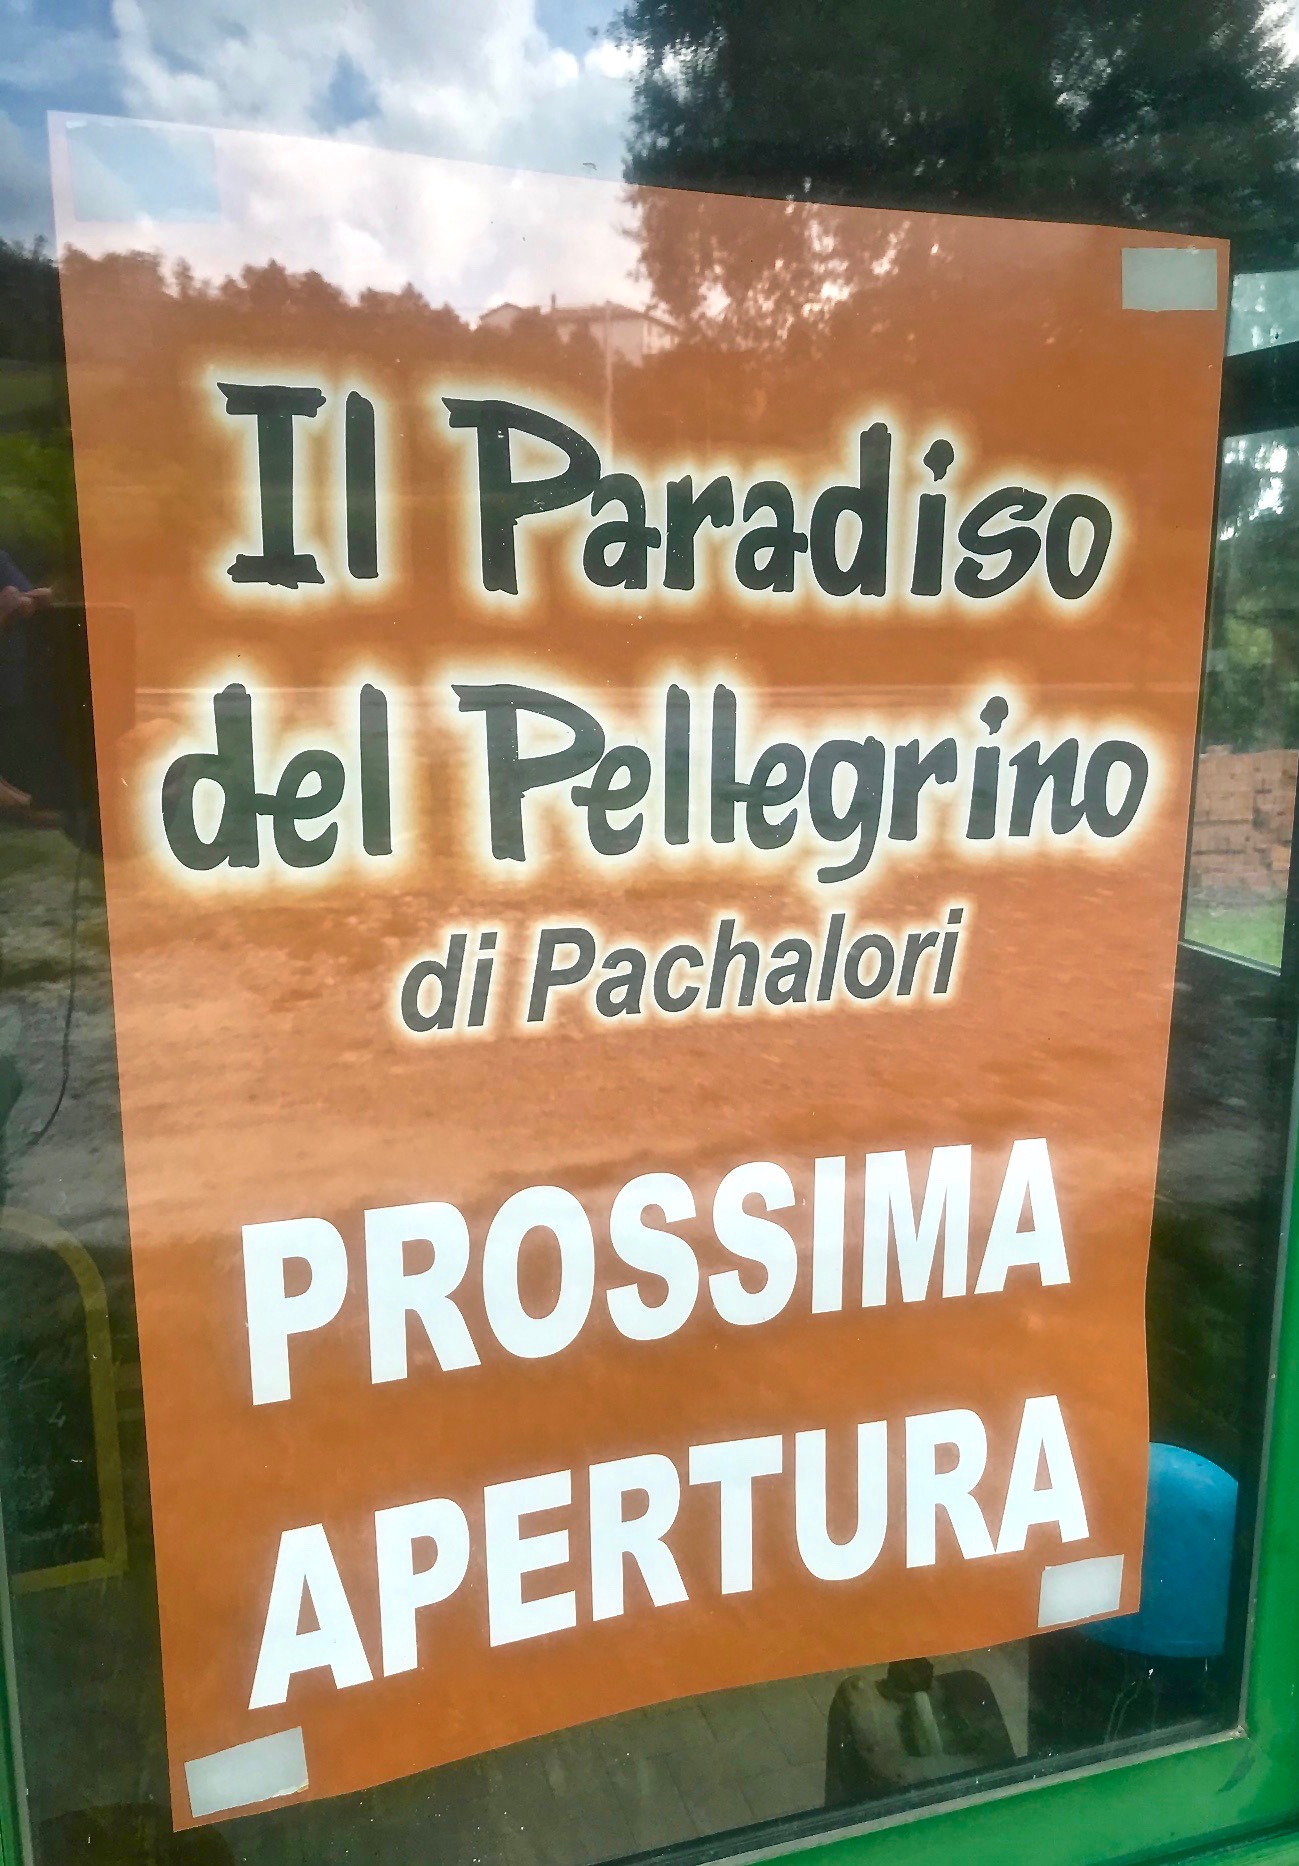 Il Paradiso
del Pellegrino
di Pachalori
PROSSIMA
APERTURA